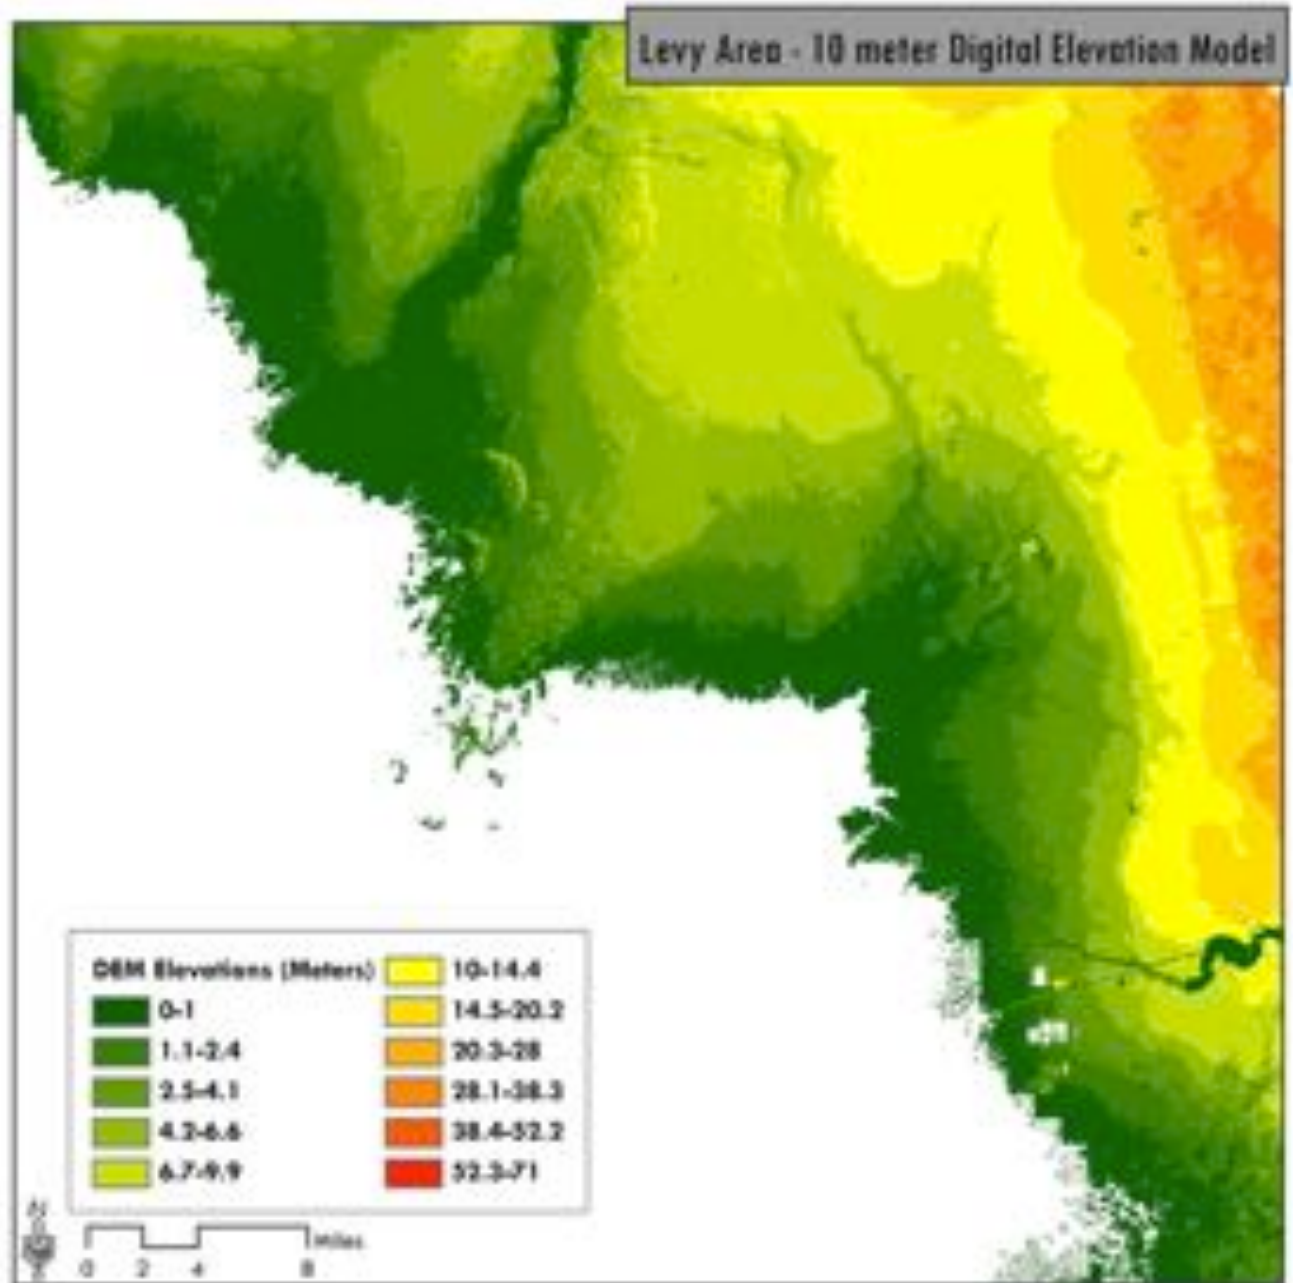 Levy Area - 10 meter Digital Elevation Model
DEM Elevations (Meters)
0-1
1.1-2.4
2.5-4.1
4.2-6.6
6.7-9.9
10-14.4
14.5-20.2
20.3-28
28.1-38.3
38.4-52.2
52.3-71
N
Miles
0 2 4 8